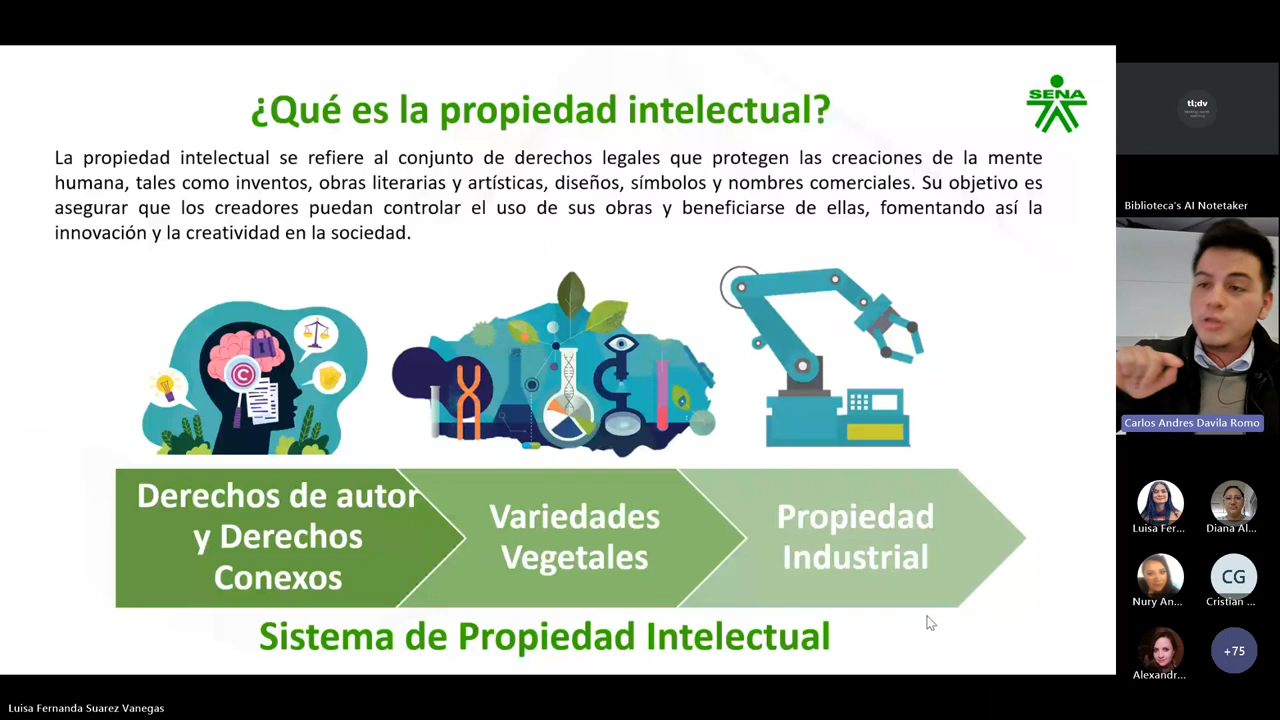 ¿Qué es la propiedad intelectual?
SENA
La propiedad intelectual se refiere al conjunto de derechos legales que protegen las creaciones de la mente
humana, tales como inventos, obras literarias y artísticas, diseños, símbolos y nombres comerciales. Su objetivo es
asegurar que los creadores puedan controlar el uso de sus obras y beneficiarse de ellas, fomentando así la
innovación y la creatividad en la sociedad.
Derechos de autor
y Derechos
Conexos
Variedades
Vegetales
Propiedad
Industrial
Sistema de Propiedad Intelectual
tl;dv
Biblioteca's AI Notetaker
Carlos Andres Davila Romo
Luisa Fer...
Diana Al...
Nury An...
CG
Cristian ...
Alexandr...
+75
Luisa Fernanda Suarez Vanegas